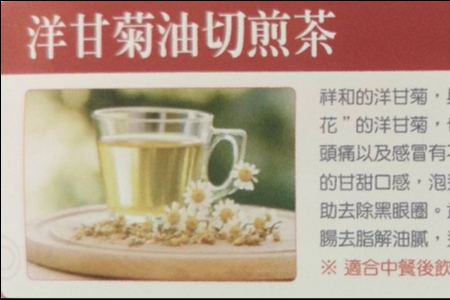 洋甘菊油切煎茶
祥和的洋甘菊,
花”的洋甘菊,
頭痛以及感冒有
的甘甜口感,泡
助去除黑眼圈。
腸去脂解油膩,
※ 適合中餐後飲